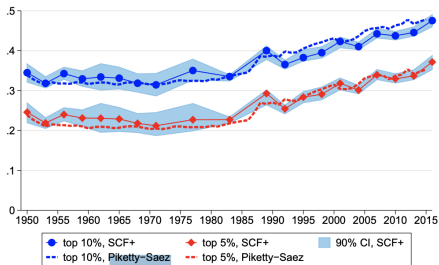 .5
.4
.3
.2
.1
0
1950 1955 1960 1965 1970 1975 1980 1985 1990 1995 2000 2005 2010 2015
top 10%, SCF+ top 5%, SCF+ 90% CI, SCF+
top 10%, Piketty-Saez top 5%, Piketty-Saez